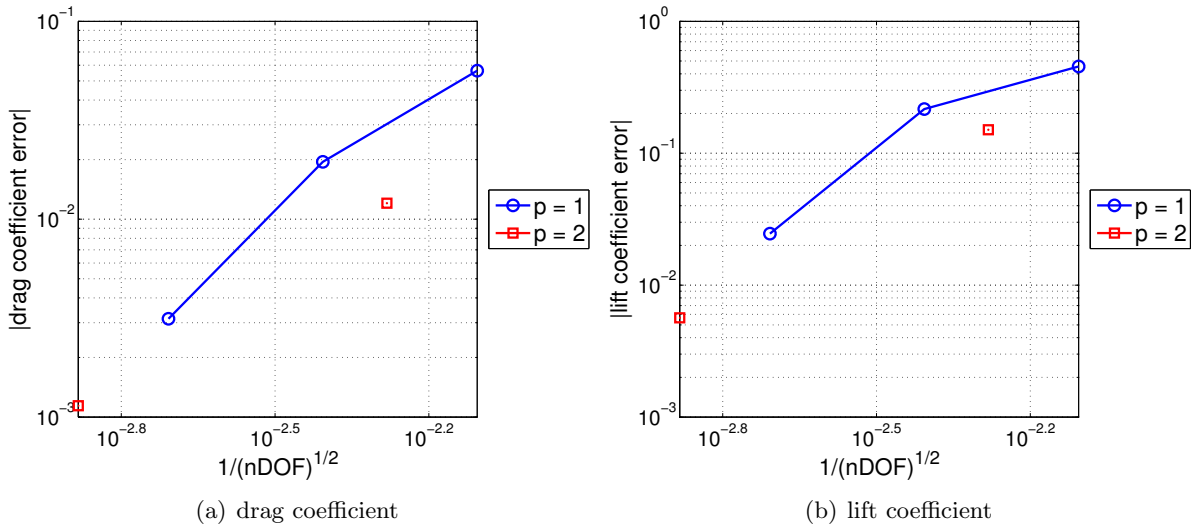 10^{-1}
10^{-2}
10^{-3}
|drag coefficient error|
10^{-2.8}
10^{-2.5}
10^{-2.2}
1/(nDOF)^{1/2}
p = 1
p = 2
(a) drag coefficient
10^{0}
10^{-1}
10^{-2}
10^{-3}
|lift coefficient error|
10^{-2.8}
10^{-2.5}
10^{-2.2}
1/(nDOF)^{1/2}
p = 1
p = 2
(b) lift coefficient